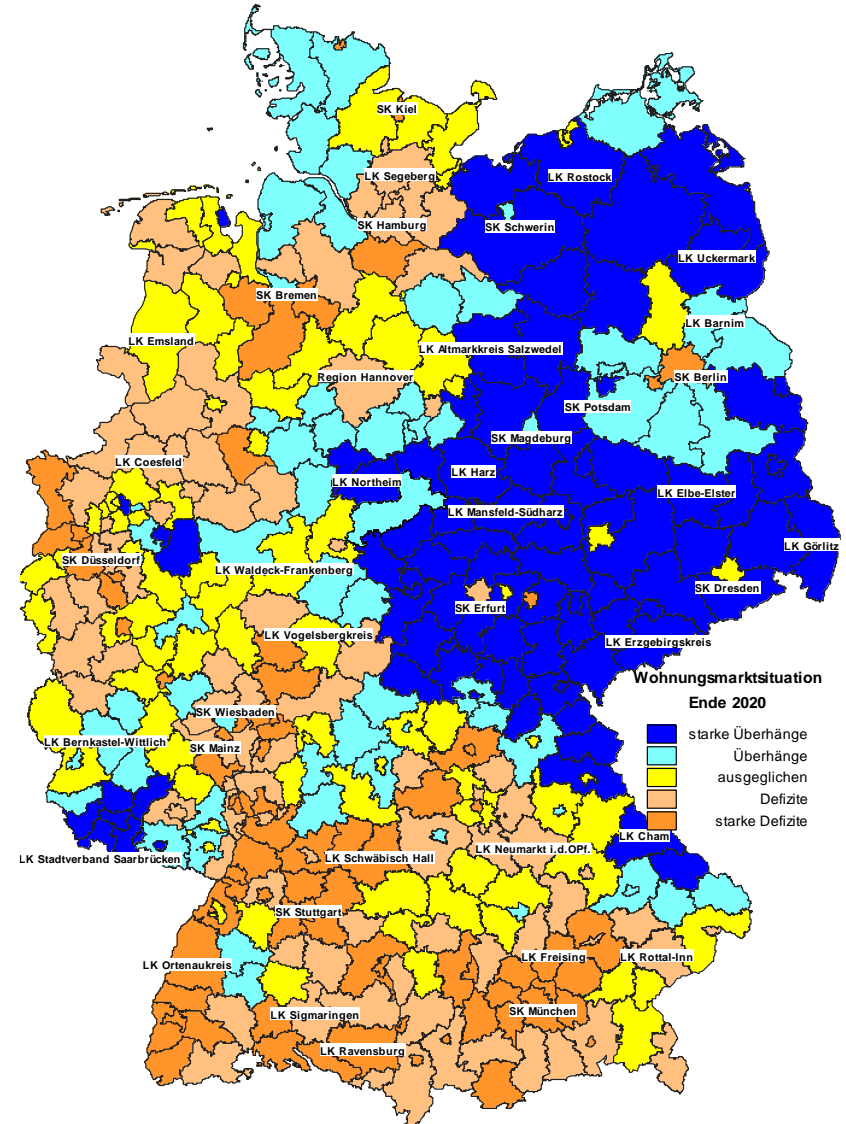 SK Kiel
LK Segeberg
LK Rostock
SK Hamburg
SK Schwerin
LK Uckermark
SK Bremen
LK Barnim
LK Emsland
LK Altmarkkreis Salzwedel
Region Hannover
SK Berlin
SK Potsdam
SK Magdeburg
LK Coesfeld
LK Harz
LK Northeim
LK Elbe-Elster
LK Mansfeld-Südharz
LK Görlitz
SK Düsseldorf
LK Waldeck-Frankenberg
SK Dresden
SK Erfurt
LK Vogelsbergkreis
LK Erzgebirgskreis
Wohnungsmarktsituation
Ende 2020
starke Überhänge
Überhänge
ausgeglichen
Defizite
starke Defizite
SK Wiesbaden
LK Bernkastel-Wittlich
SK Mainz
LK Cham
LK Stadtverband Saarbrücken
LK Schwäbisch Hall
LK Neumarkt i.d.OPf.
SK Stuttgart
LK Ortenaukreis
LK Freising
LK Rottal-Inn
LK Sigmaringen
SK München
LK Ravensburg